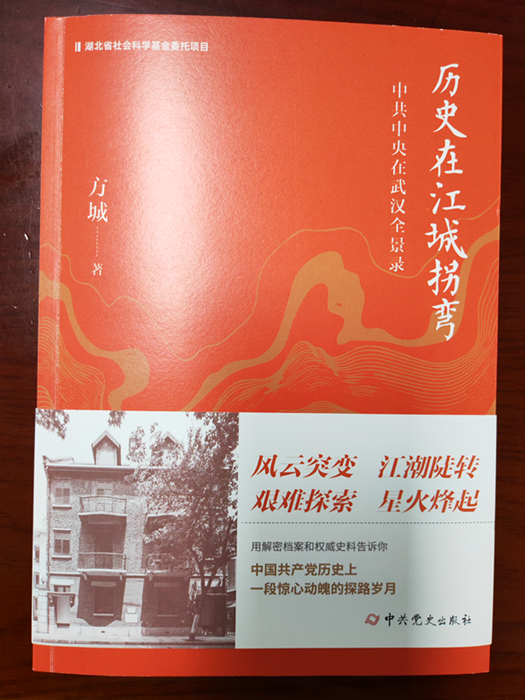 湖北省社会科学基金委托项目
历史在江城拐弯
中共中央在武汉全景录
方城 著
风云突变 江潮陡转
艰难探索 星火烽起
用解密档案和权威史料告诉你
中国共产党历史上
一段惊心动魄的探路岁月
中共党史出版社